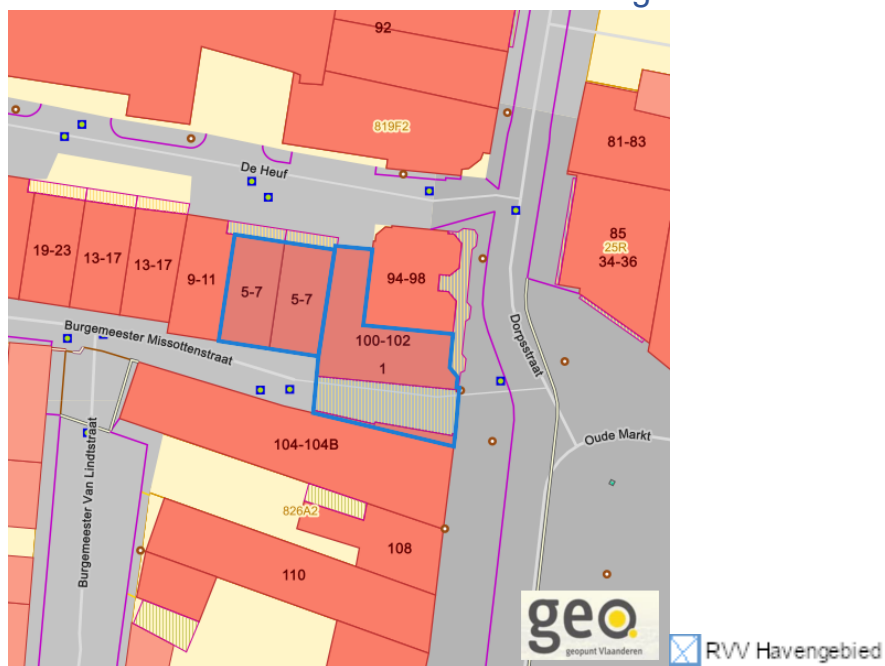 92
819F2
81-83
De Heuf
85
25R
34-36
19-23
13-17
13-17
9-11
5-7
5-7
94-98
Burgemeester Missottenstraat
100-102
1
Dorpsstraat
Oude Markt
104-104B
Burgemeester Van Lindtstraat
826A2
108
110
geo.
geopunt Vlaanderen
RVV Havengebied